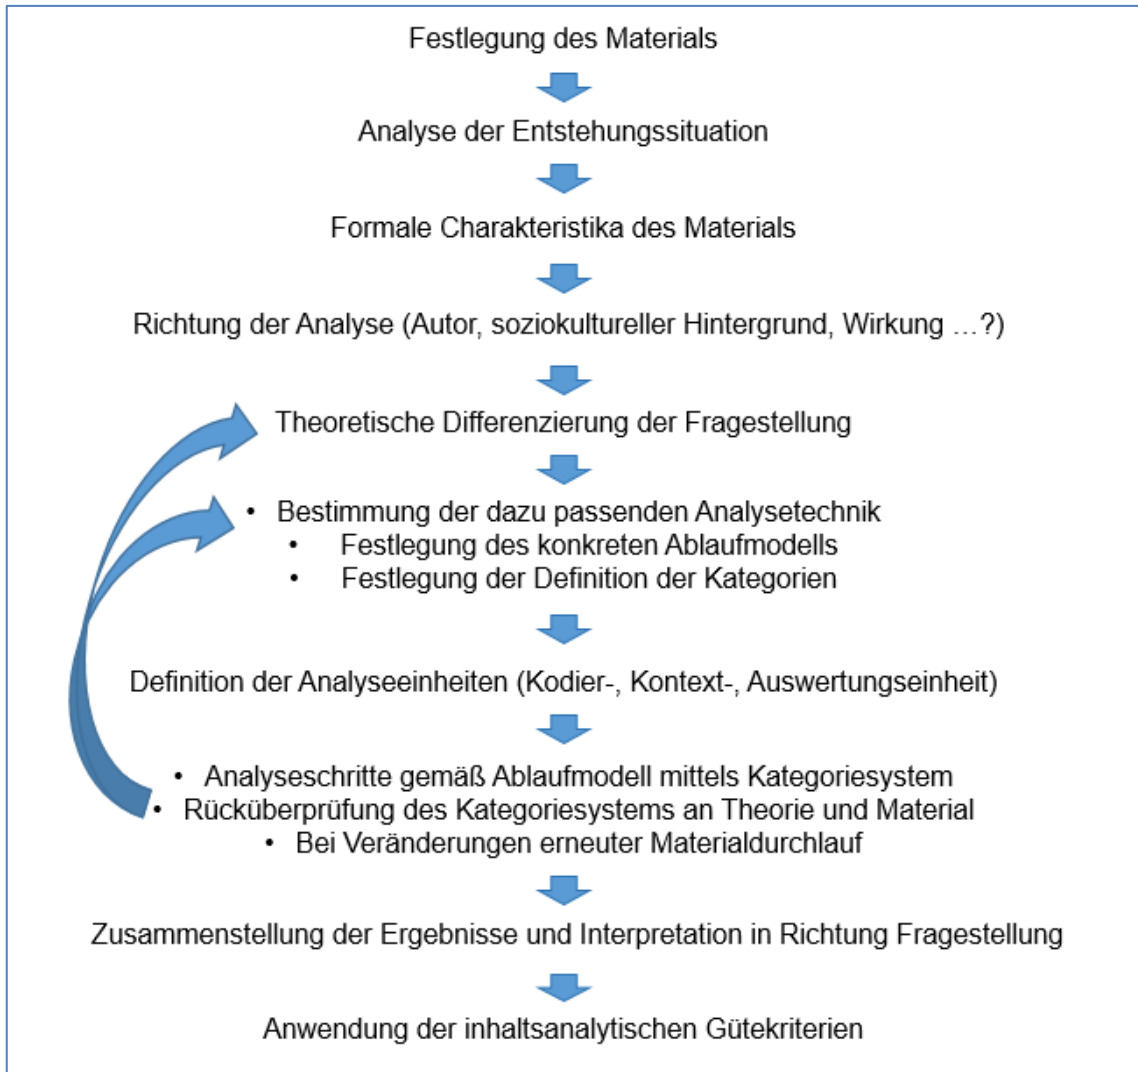 Festlegung des Materials
Analyse der Entstehungssituation
Formale Charakteristika des Materials
Richtung der Analyse (Autor, soziokultureller Hintergrund, Wirkung …?)
Theoretische Differenzierung der Fragestellung
• Bestimmung der dazu passenden Analysetechnik
• Festlegung des konkreten Ablaufmodells
• Festlegung der Definition der Kategorien
Definition der Analyseeinheiten (Kodier-, Kontext-, Auswertungseinheit)
• Analyseschritte gemäß Ablaufmodell mittels Kategoriesystem
• Rücküberprüfung des Kategoriesystems an Theorie und Material
• Bei Veränderungen erneuter Materialdurchlauf
Zusammenstellung der Ergebnisse und Interpretation in Richtung Fragestellung
Anwendung der inhaltsanalytischen Gütekriterien